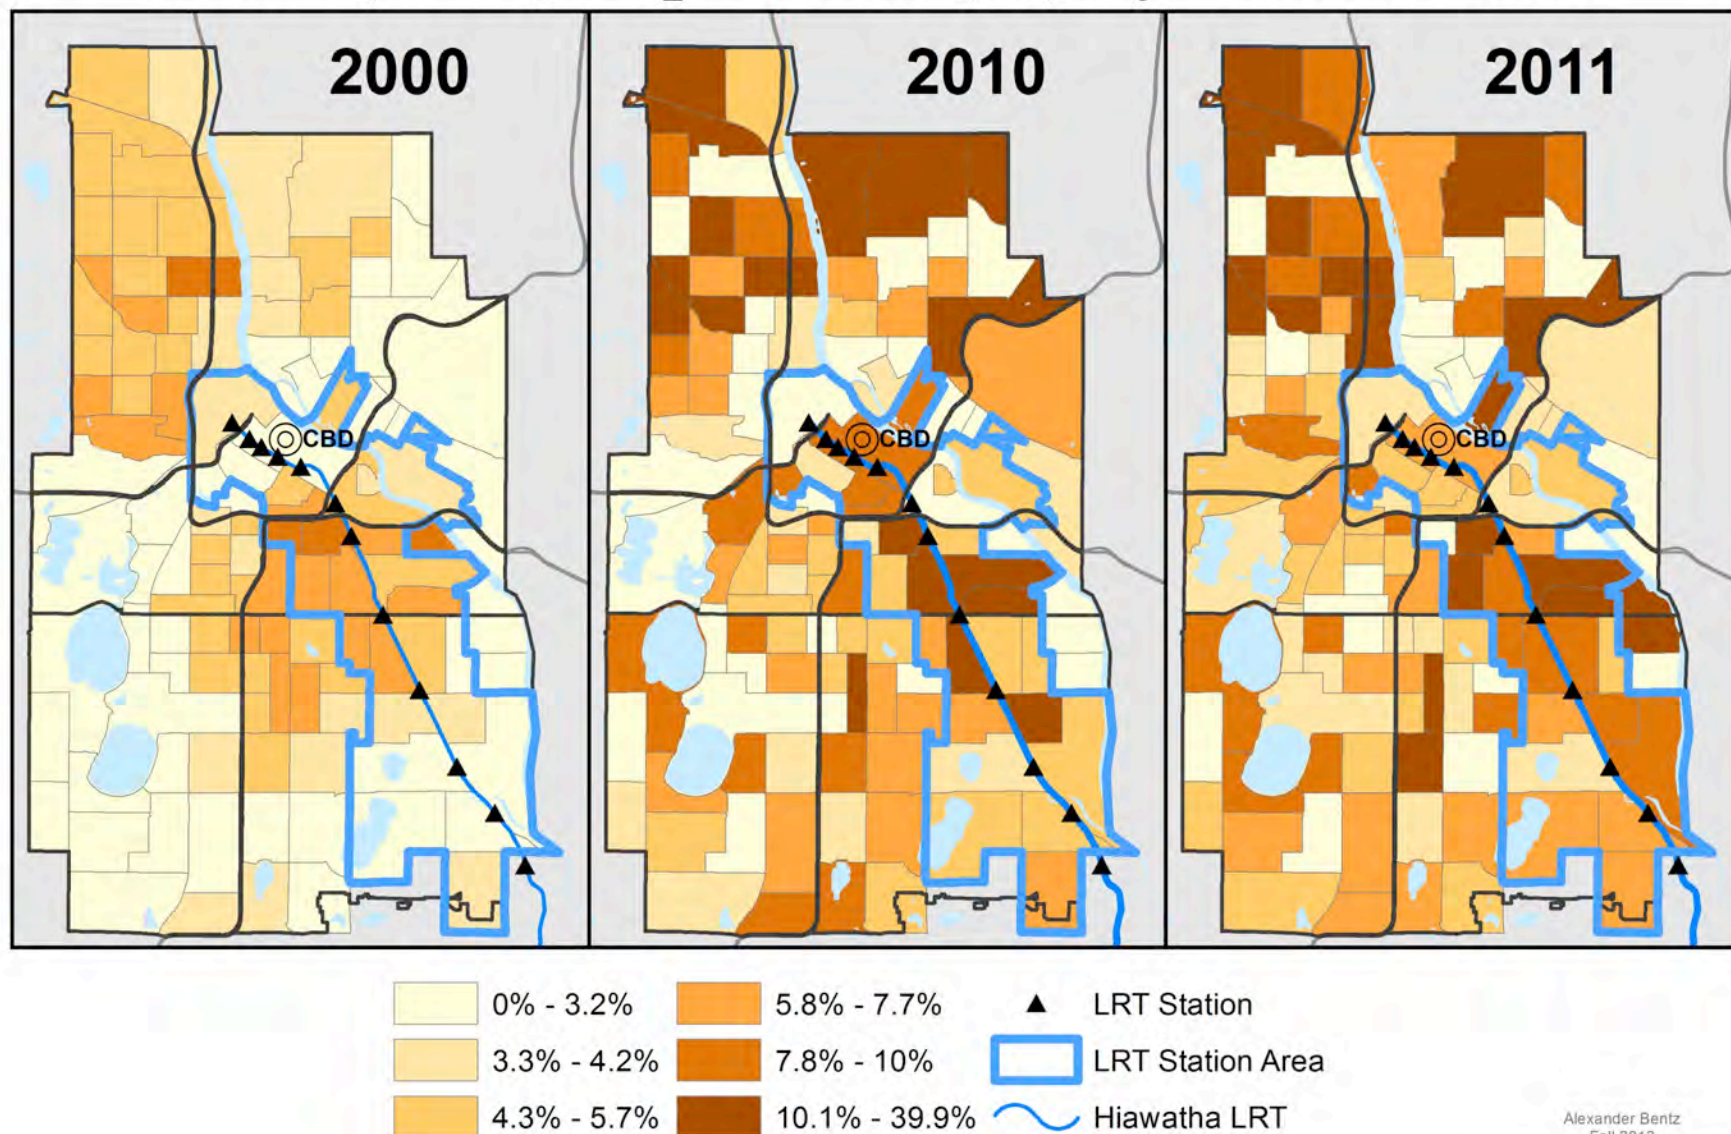 2000
2010
2011
CBD
CBD
CBD
0% - 3.2%
5.8% - 7.7%
LRT Station
3.3% - 4.2%
7.8% - 10%
LRT Station Area
4.3% - 5.7%
10.1% - 39.9%
Hiawatha LRT
Alexander Bentz